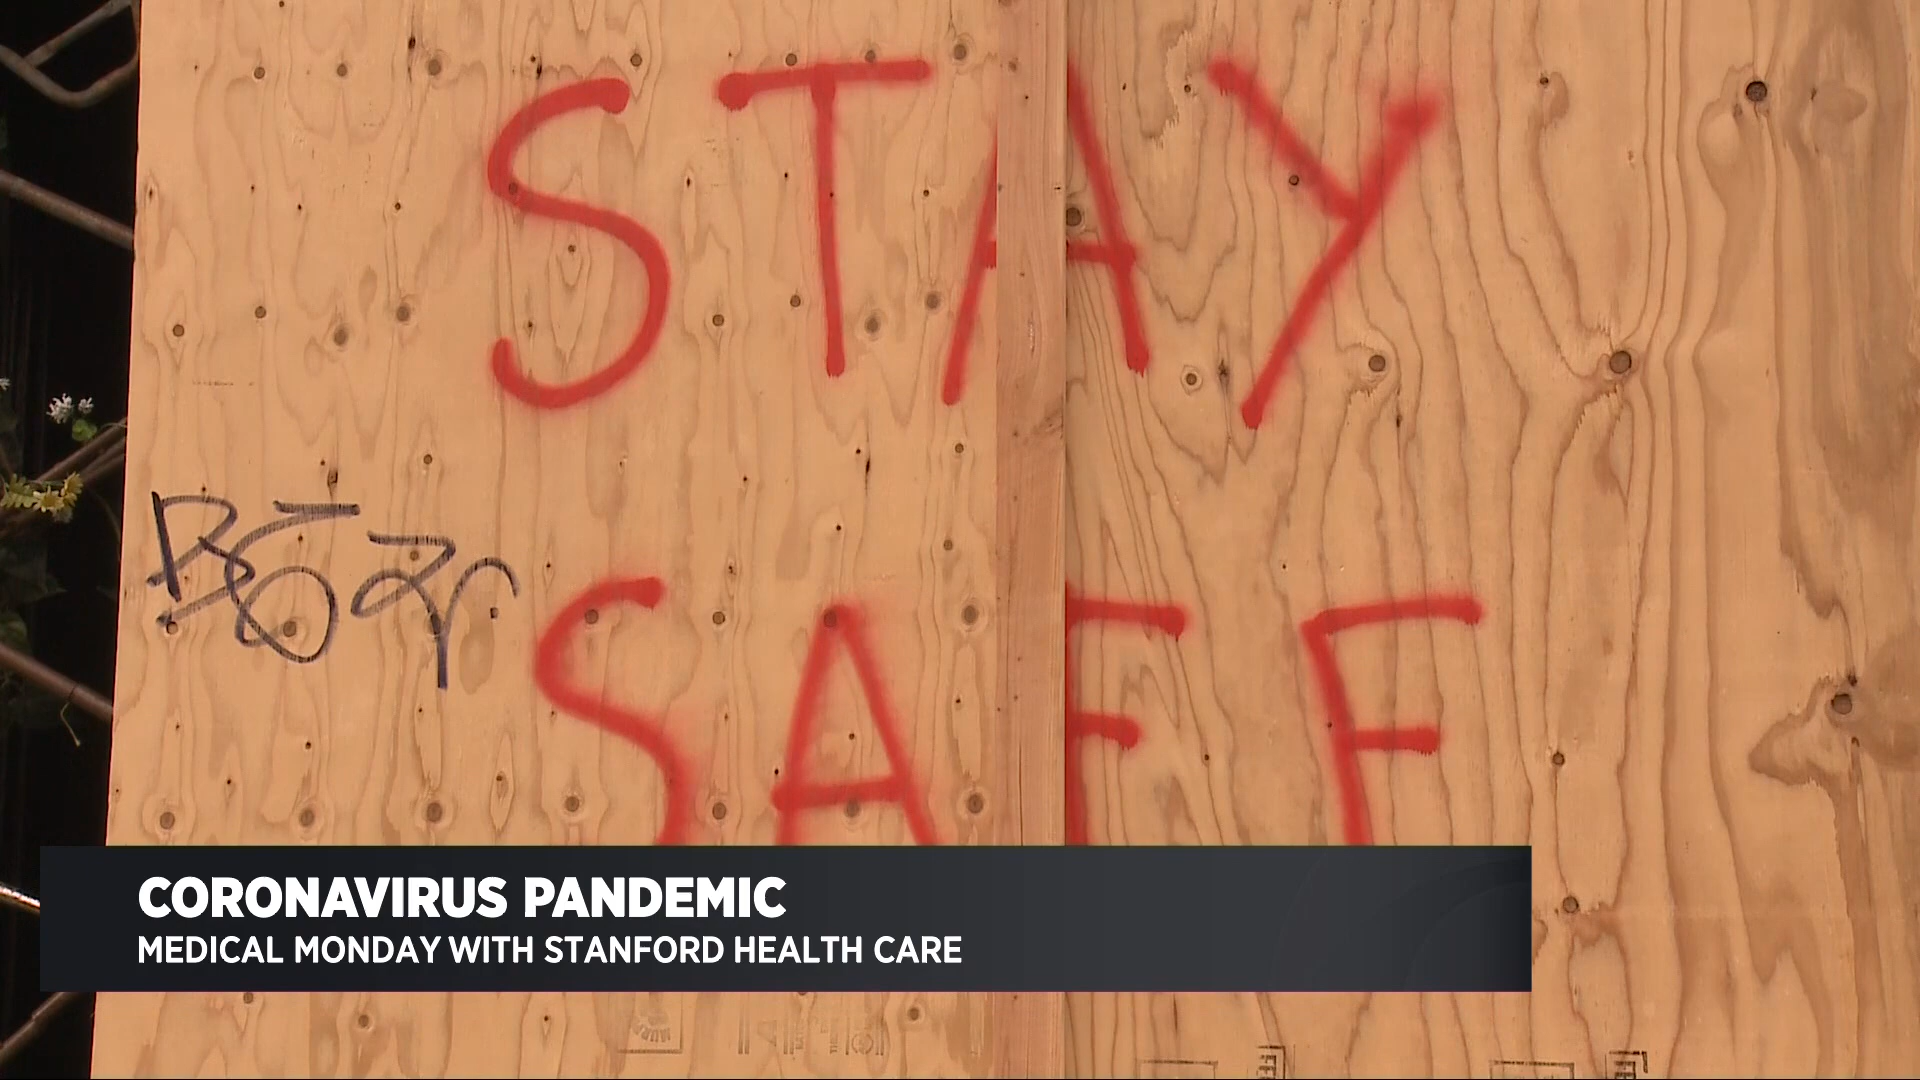 STAY
SAFE
CORONAVIRUS PANDEMIC
MEDICAL MONDAY WITH STANFORD HEALTH CARE